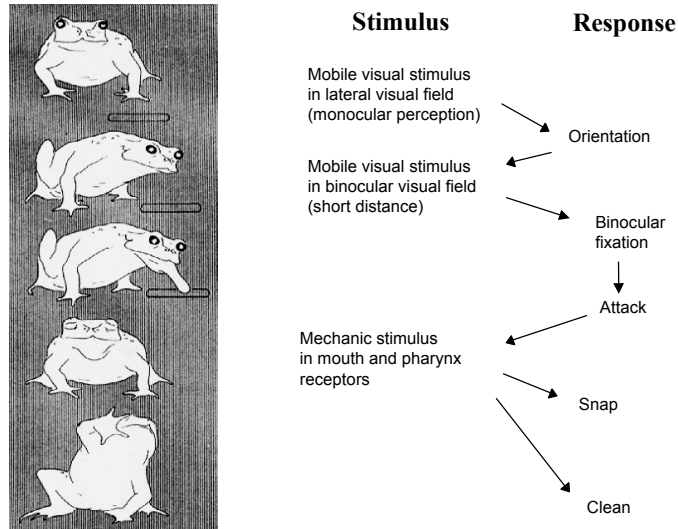 Stimulus Response
Mobile visual stimulus
in lateral visual field
(monocular perception)
Orientation
Mobile visual stimulus
in binocular visual field
(short distance)
Binocular
fixation
Attack
Mechanic stimulus
in mouth and pharynx
receptors
Snap
Clean